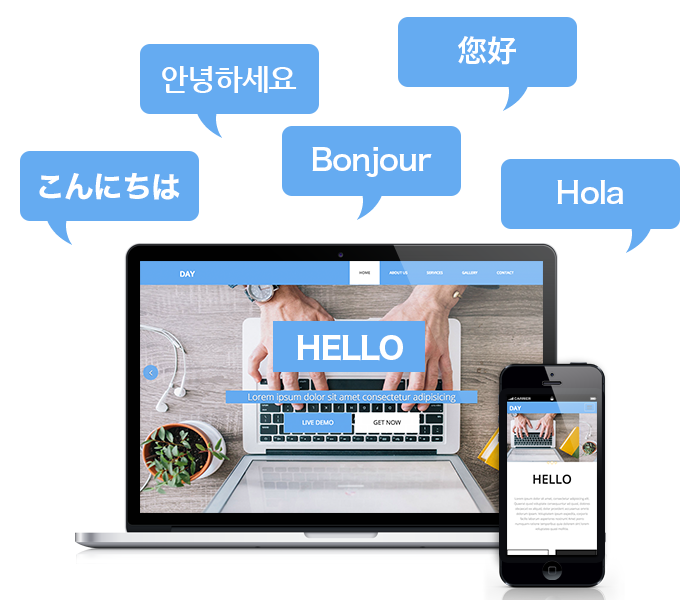 您好
안녕하세요
Bonjour
こんにちは
Hola
DAY
HOME ABOUT US SERVICES GALLERY CONTACT
HELLO
Lorem ipsum dolor sit amet consectetur adipisicing
LIVE DEMO GET NOW
CARRIER
DAY
HELLO